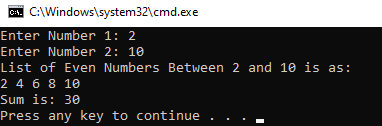 C:\Windows\system32\cmd.exe
Enter Number 1: 2
Enter Number 2: 10
List of Even Numbers Between 2 and 10 is as:
2 4 6 8 10
Sum is: 30
Press any key to continue . . .